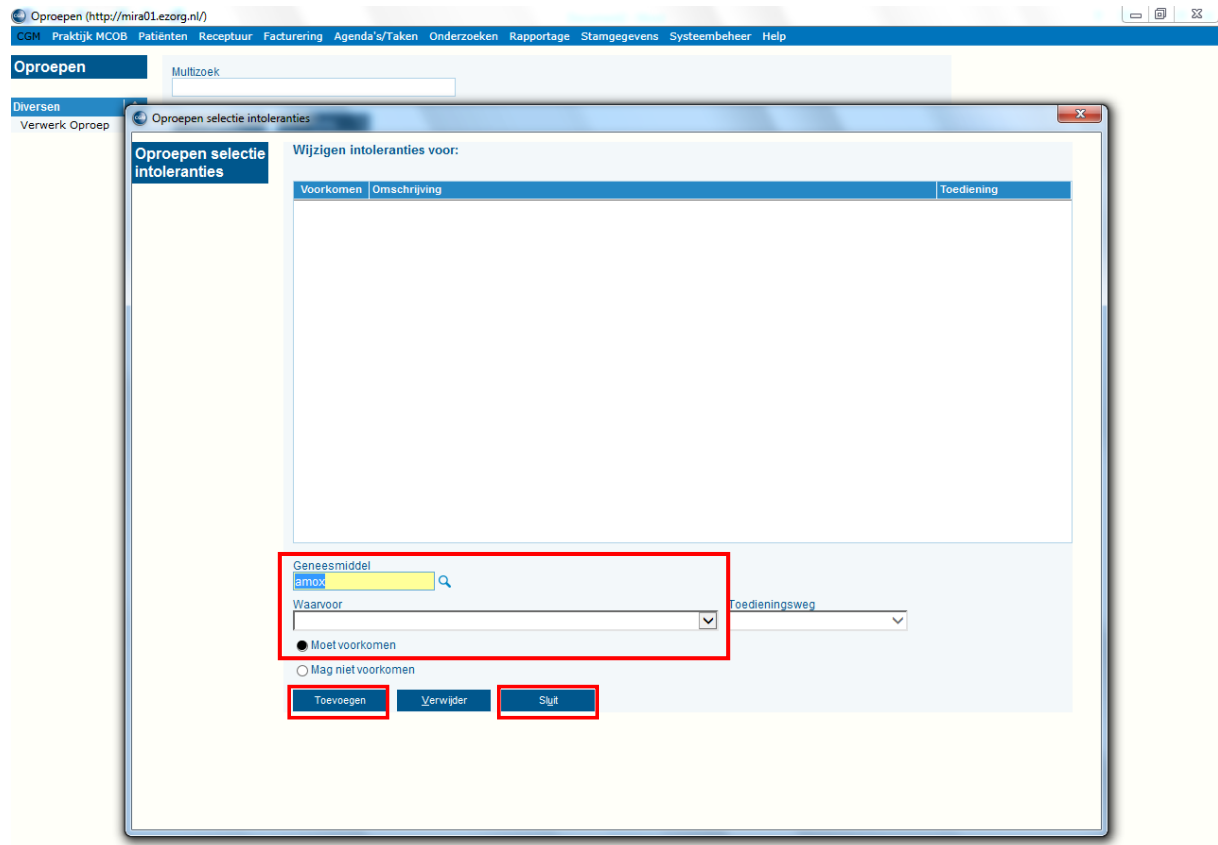 Oproepen (http://mira01.ezorg.nl/)
CGM Praktijk MCOB Patiënten Receptuur Facturering Agenda's/Taken Onderzoeken Rapportage Stamgegevens Systeembeheer Help
Oproepen
Multizoek
Diversen
Verwerk Oproep
Oproepen selectie intoleranties
Oproepen selectie
intoleranties
Wijzigen intoleranties voor:
Voorkomen Omschrijving Toediening
Geneesmiddel
amox
Waarvoor Toedieningsweg
Moet voorkomen
Mag niet voorkomen
Toevoegen Verwijder Sluit